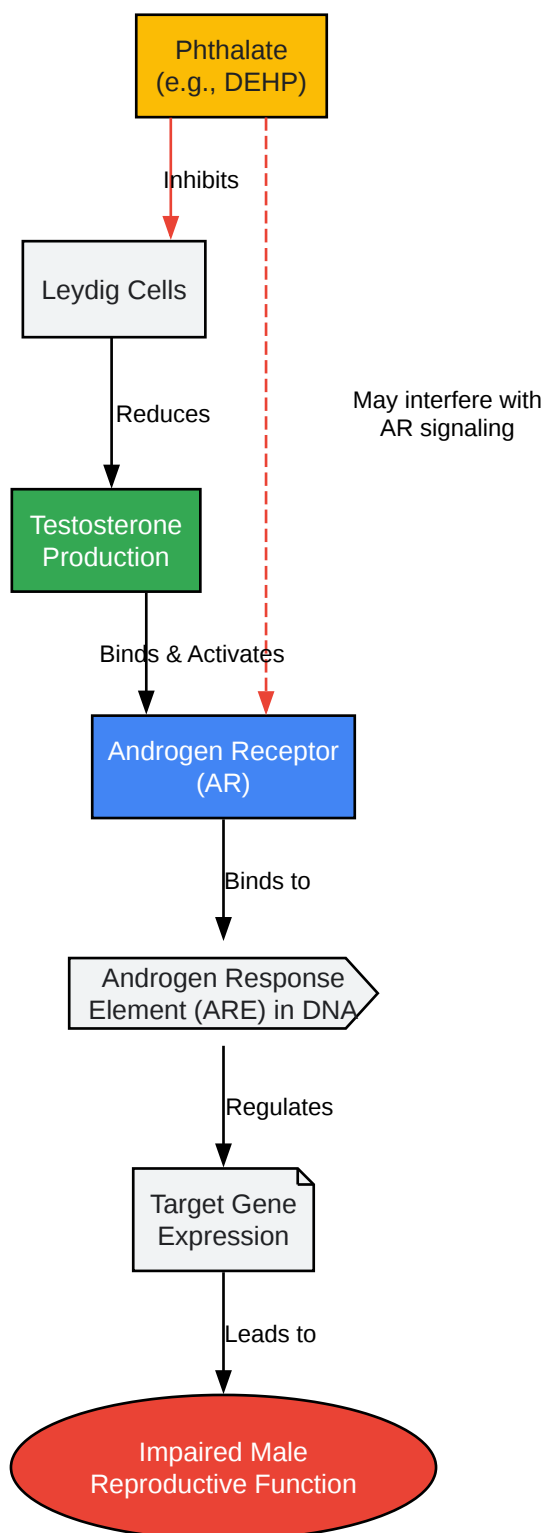 Phthalate
(e.g., DEHP)
Inhibits
Leydig Cells
Reduces
May interfere with
AR signaling
Testosterone
Production
Binds & Activates
Androgen Receptor
(AR)
Binds to
Androgen Response
Element (ARE) in DNA
Regulates
Target Gene
Expression
Leads to
Impaired Male
Reproductive Function